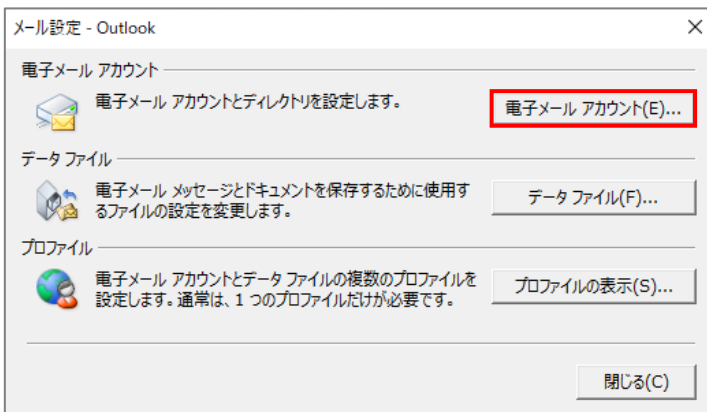 メール設定 - Outlook
電子メール アカウント
電子メール アカウントとディレクトリを設定します。
電子メール アカウント(E)...
データ ファイル
電子メール メッセージとドキュメントを保存するために使用す
るファイルの設定を変更します。
データ ファイル(F)...
プロファイル
電子メール アカウントとデータ ファイルの複数のプロファイルを
設定します。通常は、1 つのプロファイルだけが必要です。
プロファイルの表示(S)...
閉じる(C)